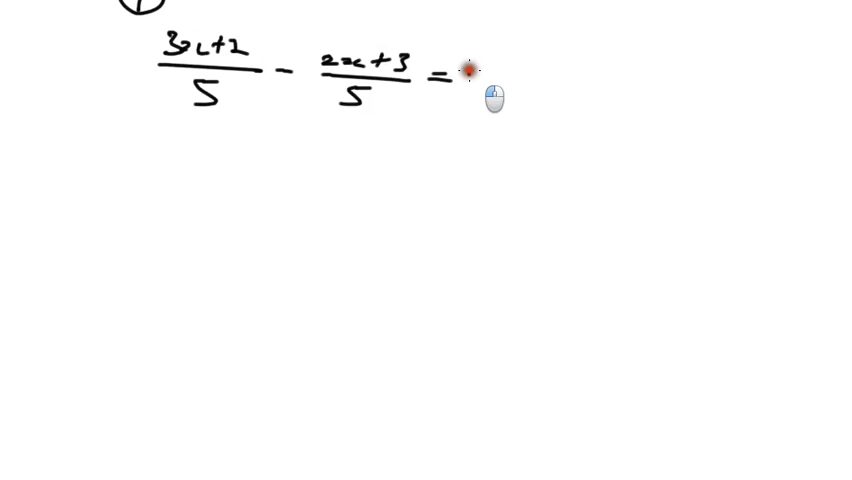 (3x+2)/5 - (2x+3)/5 =